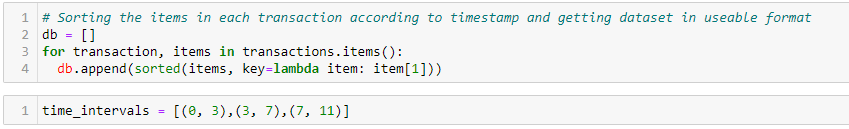 1 # Sorting the items in each transaction according to timestamp and getting dataset in useable format
2 db = []
3 for transaction, items in transactions.items():
4   db.append(sorted(items, key=lambda item: item[1]))
1 time_intervals = [(0, 3),(3, 7),(7, 11)]